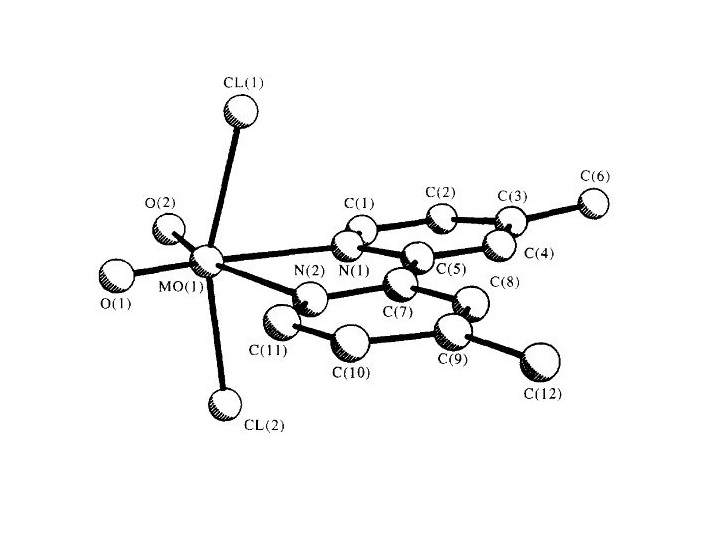 CL(1)
C(6)
C(2)
C(3)
O(2)
C(1)
C(4)
C(5)
N(2)
N(1)
C(8)
MO(1)
O(1)
C(7)
C(11)
C(9)
C(10)
C(12)
CL(2)